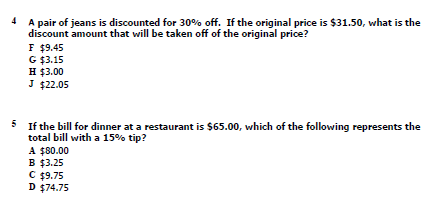 4 A pair of jeans is discounted for 30% off. If the original price is $31.50, what is the
discount amount that will be taken off of the original price?
F $9.45
G $3.15
H $3.00
J $22.05
5 If the bill for dinner at a restaurant is $65.00, which of the following represents the
total bill with a 15% tip?
A $80.00
B $3.25
C $9.75
D $74.75